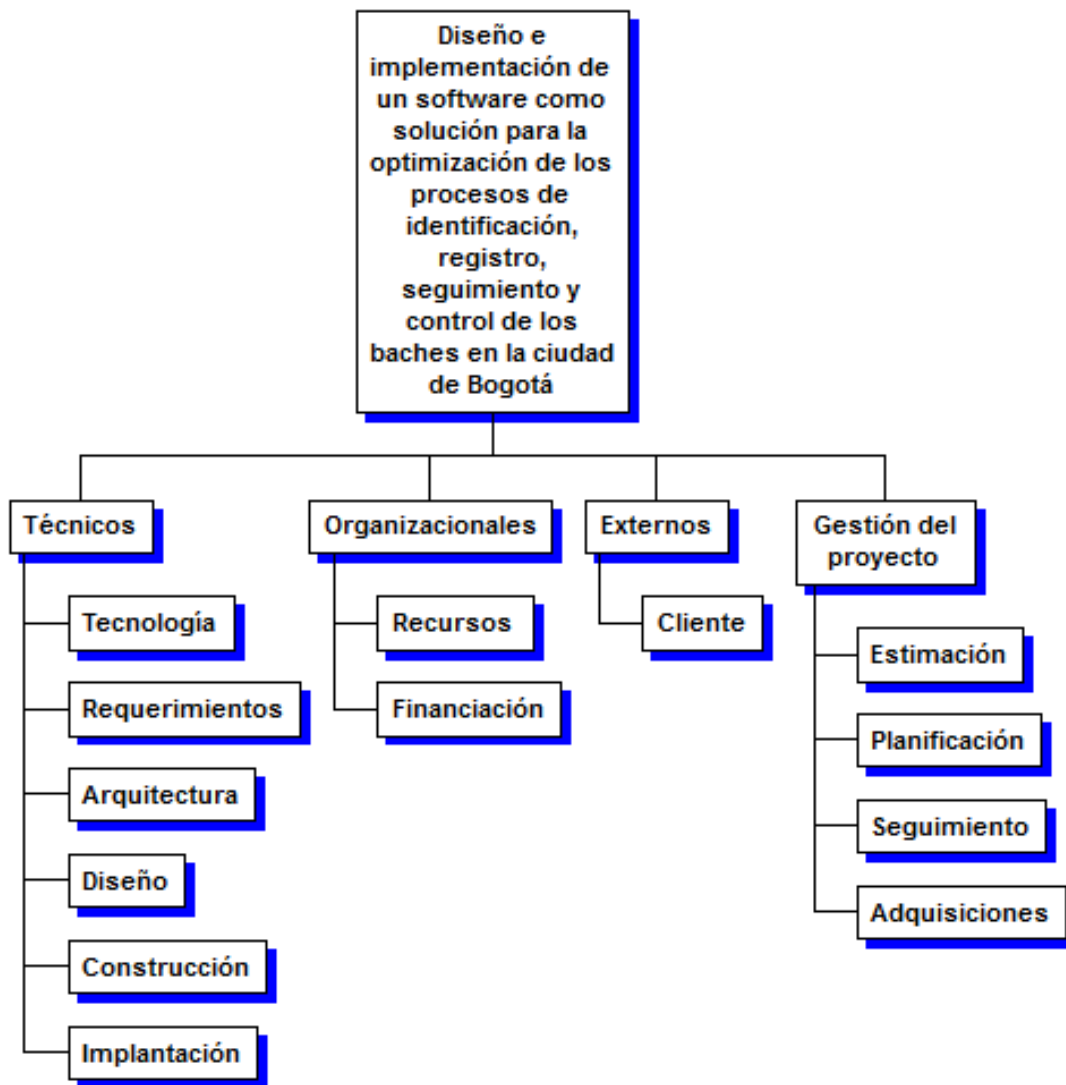 Diseño e
implementación de
un software como
solución para la
optimización de los
procesos de
identificación,
registro,
seguimiento y
control de los
baches en la ciudad
de Bogotá
Técnicos
Tecnología
Requerimientos
Arquitectura
Diseño
Construcción
Implantación
Organizacionales
Recursos
Financiación
Externos
Cliente
Gestión del
proyecto
Estimación
Planificación
Seguimiento
Adquisiciones